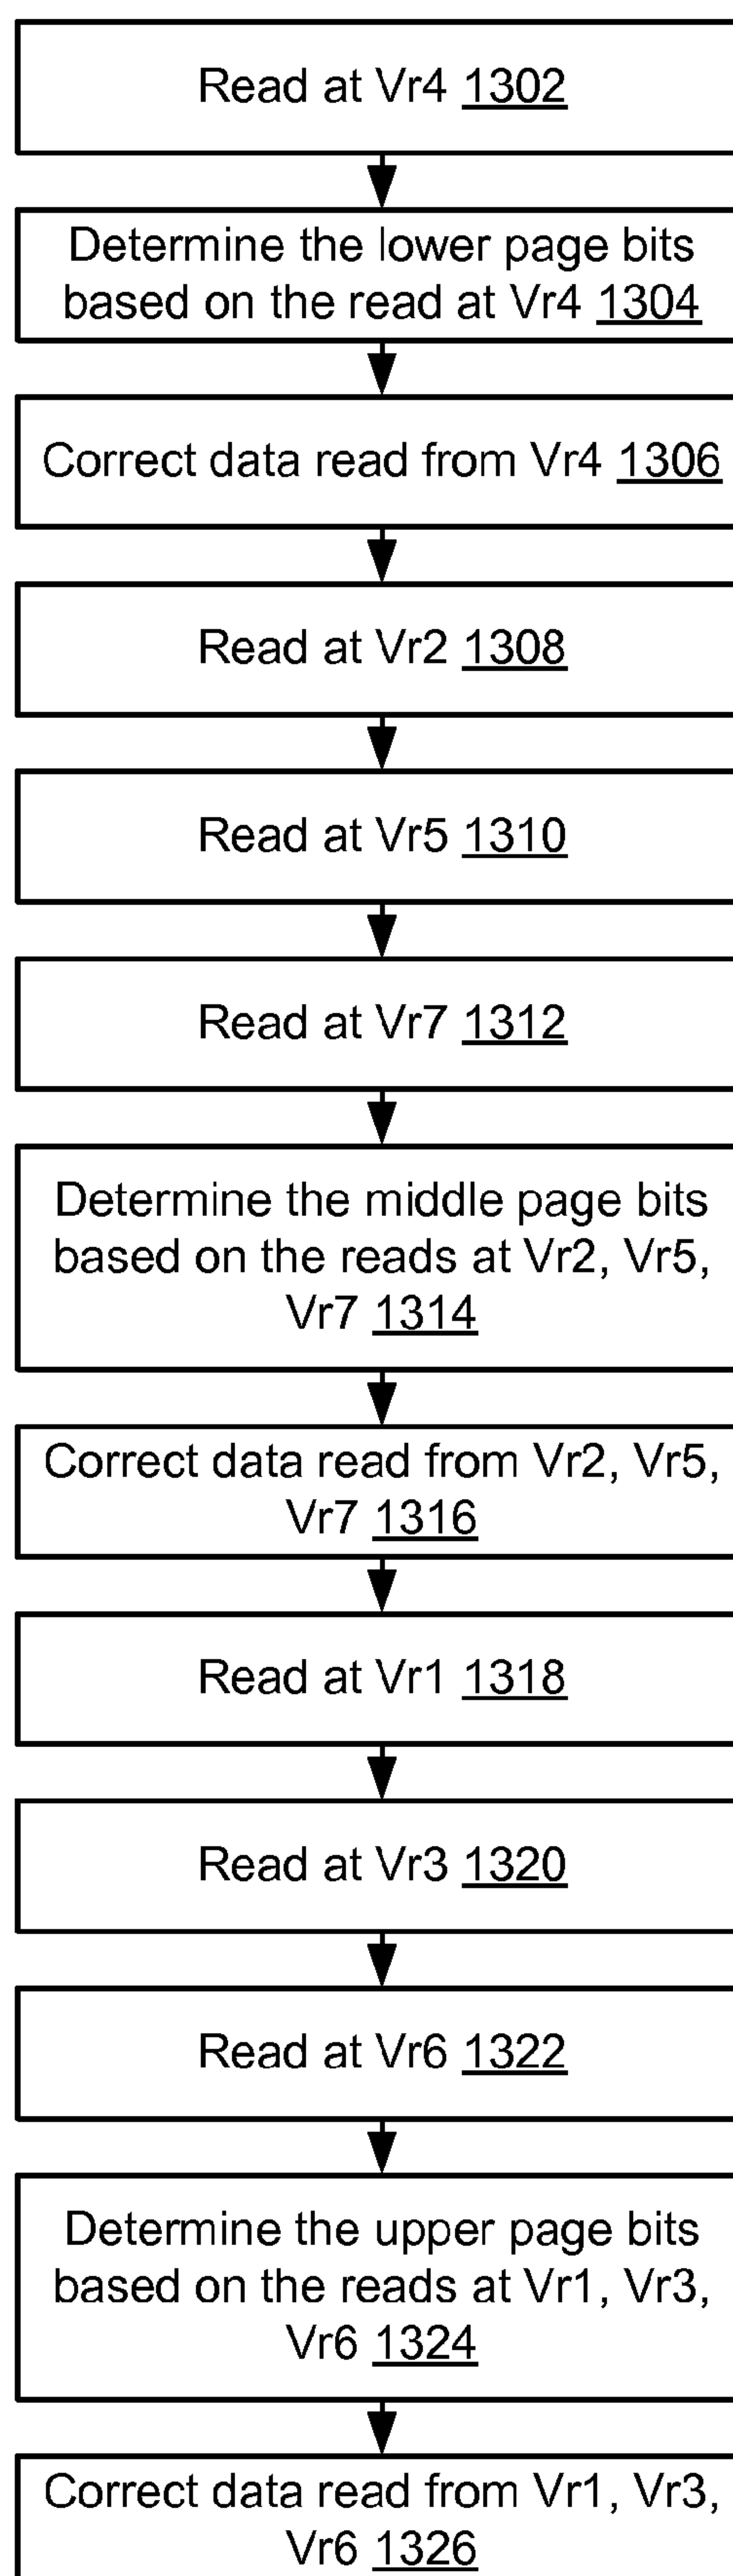 Read at Vr4 1302
Determine the lower page bits
based on the read at Vr4 1304
Correct data read from Vr4 1306
Read at Vr2 1308
Read at Vr5 1310
Read at Vr7 1312
Determine the middle page bits
based on the reads at Vr2, Vr5,
Vr7 1314
Correct data read from Vr2, Vr5,
Vr7 1316
Read at Vr1 1318
Read at Vr3 1320
Read at Vr6 1322
Determine the upper page bits
based on the reads at Vr1, Vr3,
Vr6 1324
Correct data read from Vr1, Vr3,
Vr6 1326